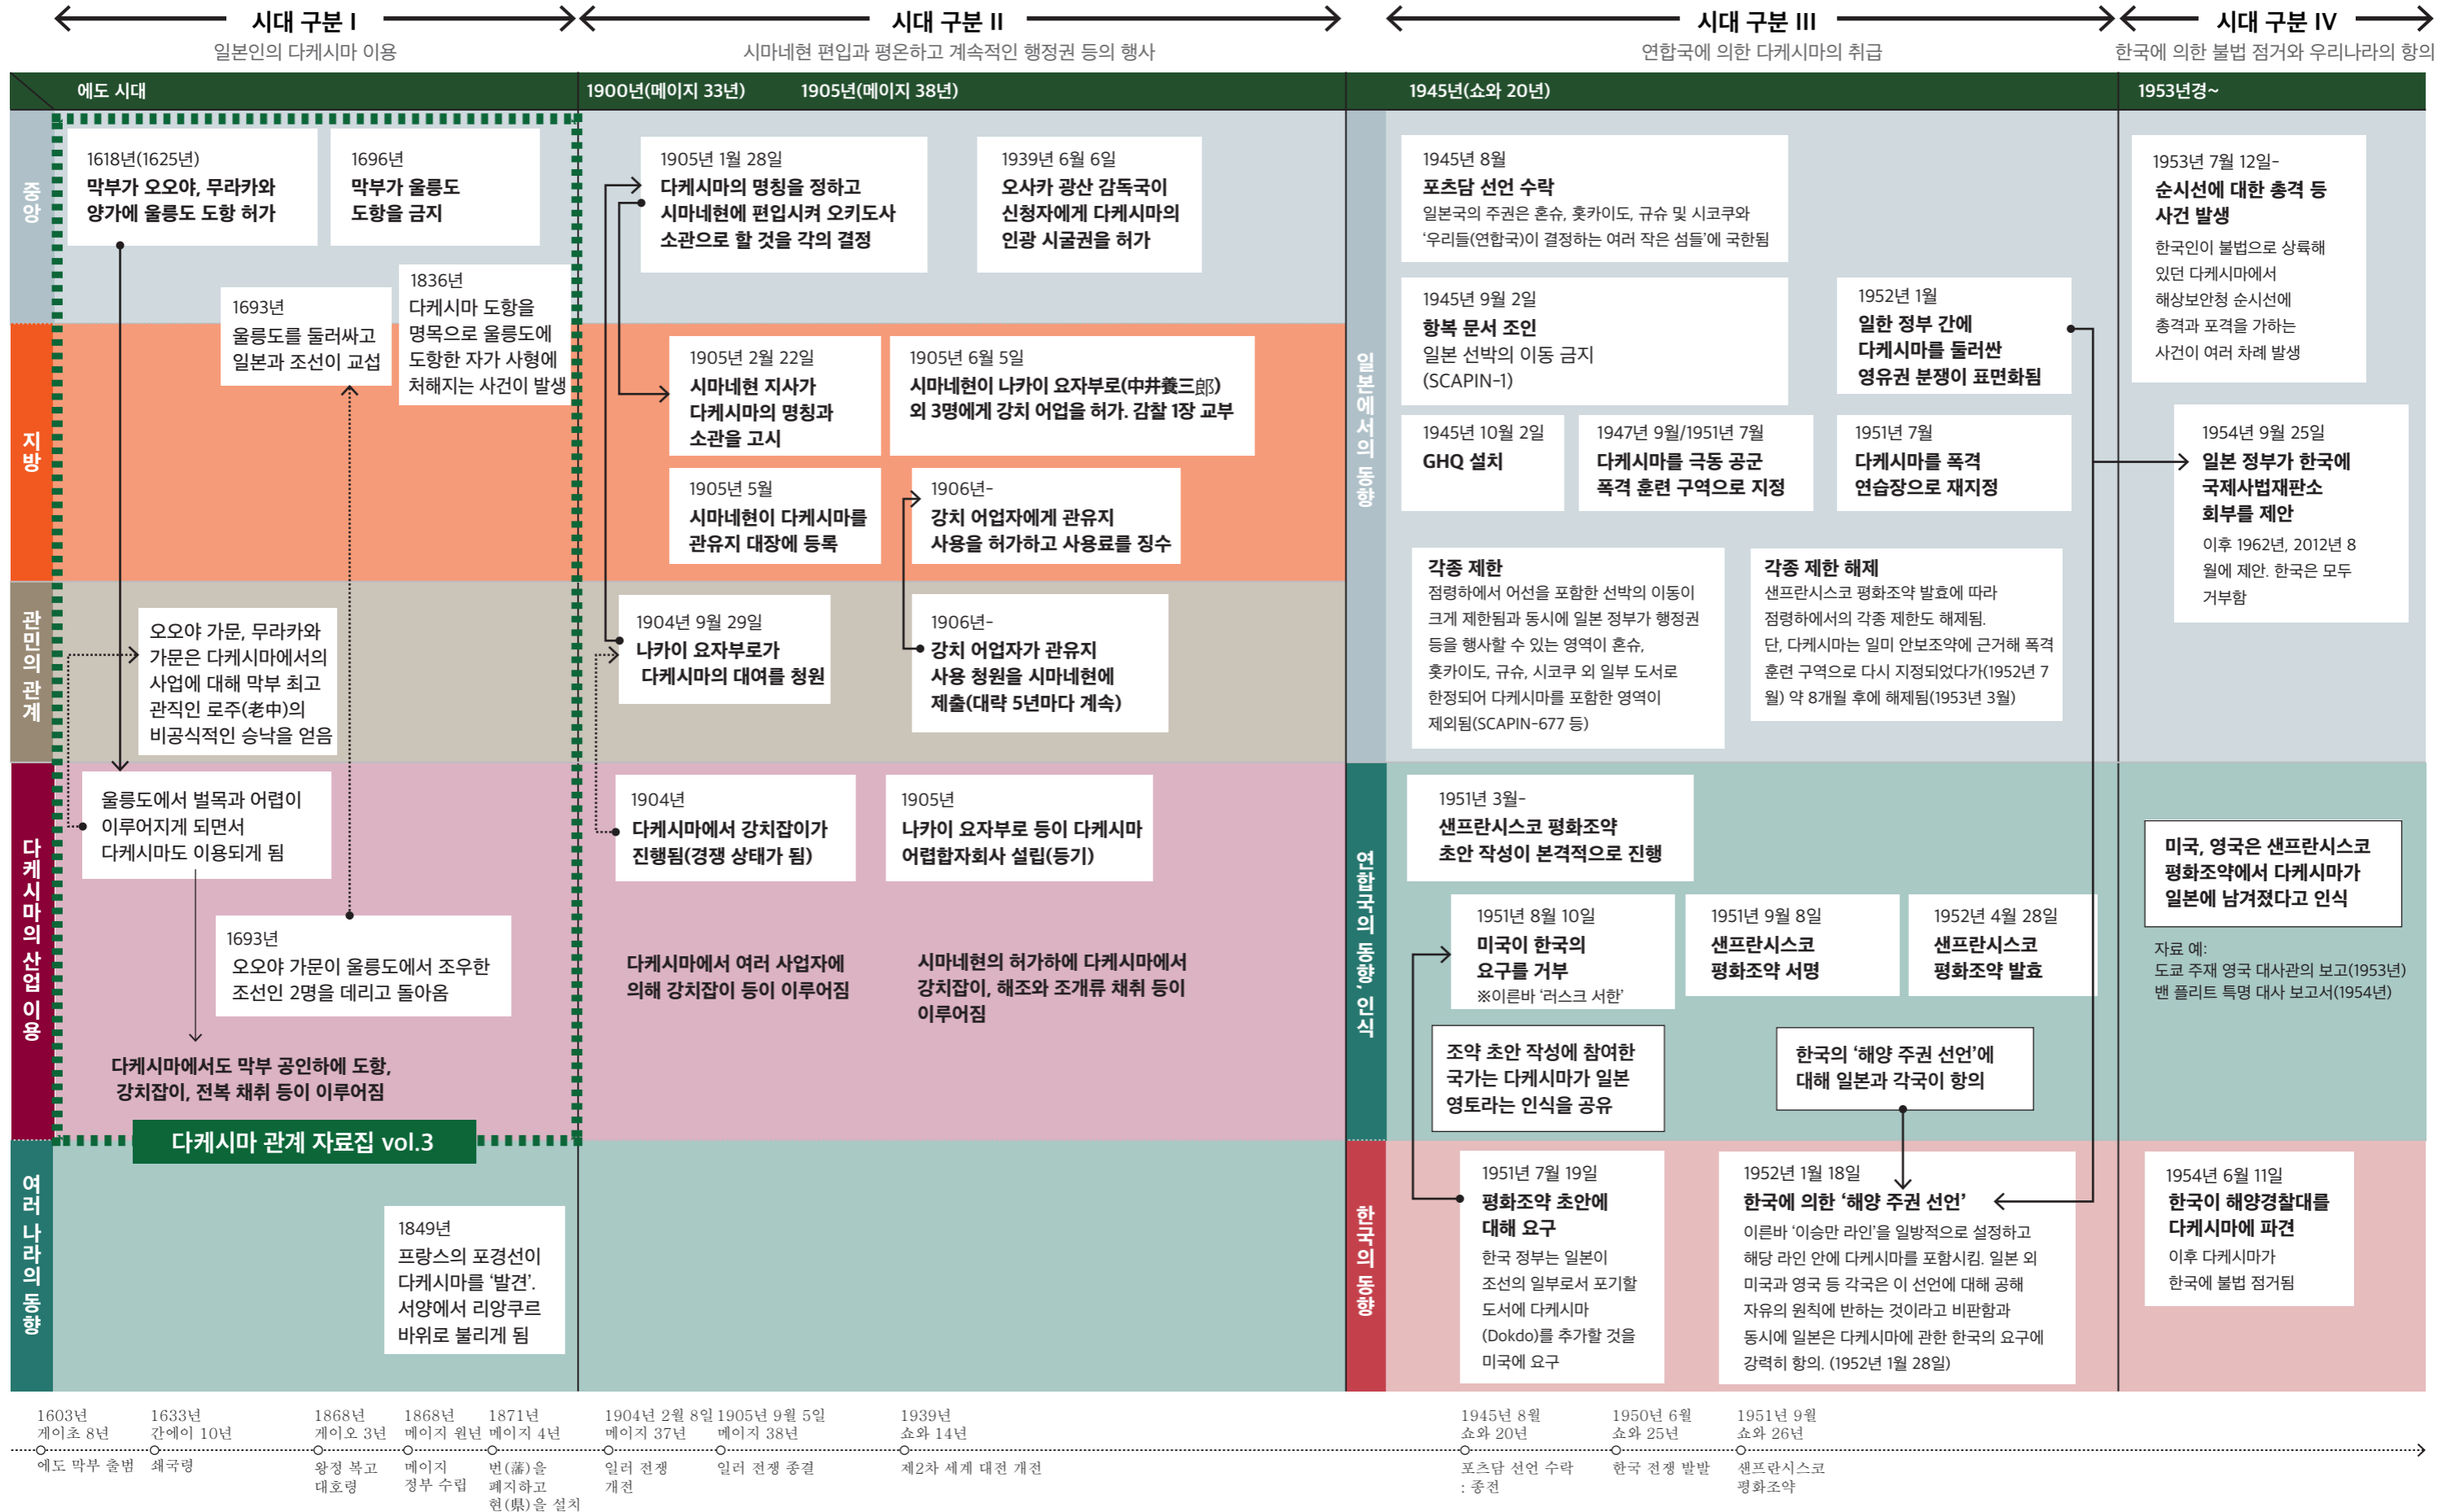 시대 구분 I
일본인의 다케시마 이용
시대 구분 II
시마네현 편입과 평온하고 계속적인 행정권 등의 행사
시대 구분 III
연합국에 의한 다케시마의 취급
시대 구분 IV
한국에 의한 불법 점거와 우리나라의 항의
에도 시대
1900년(메이지 33년)
1905년(메이지 38년)
1945년(쇼와 20년)
1953년경~
중앙
지방
관민의 관계
다케시마의 산업 이용
여러 나라의 동향
1618년(1625년)
막부가 오오야, 무라카와
양가에 울릉도 도항 허가
1696년
막부가 울릉도
도항을 금지
1693년
울릉도를 둘러싸고
일본과 조선이 교섭
1836년
다케시마 도항을
명목으로 울릉도에
도항한 자가 사형에
처해지는 사건이 발생
오오야 가문, 무라카와
가문은 다케시마에서의
사업에 대해 막부 최고
관직인 로주(老中)의
비공식적인 승낙을 얻음
울릉도에서 벌목과 어렵이
이루어지게 되면서
다케시마도 이용되게 됨
1693년
오오야 가문이 울릉도에서 조우한
조선인 2명을 데리고 돌아옴
다케시마에서도 막부 공인하에 도항,
강치잡이, 전복 채취 등이 이루어짐
다케시마 관계 자료집 vol.3
1849년
프랑스의 포경선이
다케시마를 ‘발견’.
서양에서 리앙쿠르
바위로 불리게 됨
1905년 1월 28일
다케시마의 명칭을 정하고
시마네현에 편입시켜 오키도사
소관으로 할 것을 각의 결정
1939년 6월 6일
오사카 광산 감독국이
신청자에게 다케시마의
인광 시굴권을 허가
1905년 2월 22일
시마네현 지사가
다케시마의 명칭과
소관을 고시
1905년 6월 5일
시마네현이 나카이 요자부로(中井養三郎)
외 3명에게 강치 어업을 허가. 감찰 1장 교부
1905년 5월
시마네현이 다케시마를
관유지 대장에 등록
1906년-
강치 어업자에게 관유지
사용을 허가하고 사용료를 징수
1904년 9월 29일
나카이 요자부로가
다케시마의 대여를 청원
1906년-
강치 어업자가 관유지
사용 청원을 시마네현에
제출(대략 5년마다 계속)
1904년
다케시마에서 강치잡이가
진행됨(경쟁 상태가 됨)
1905년
나카이 요자부로 등이 다케시마
어렵합자회사 설립(등기)
다케시마에서 여러 사업자에
의해 강치잡이 등이 이루어짐
시마네현의 허가하에 다케시마에서
강치잡이, 해조와 조개류 채취 등이
이루어짐
일본에서의 동향
연합국의 동향, 인식
한국의 동향
1945년 8월
포츠담 선언 수락
일본국의 주권은 혼슈, 홋카이도, 규슈 및 시코쿠와
‘우리들(연합국)이 결정하는 여러 작은 섬들’에 국한됨
1945년 9월 2일
항복 문서 조인
일본 선박의 이동 금지
(SCAPIN-1)
1952년 1월
일한 정부 간에
다케시마를 둘러싼
영유권 분쟁이 표면화됨
1945년 10월 2일
GHQ 설치
1947년 9월/1951년 7월
다케시마를 극동 공군
폭격 훈련 구역으로 지정
1951년 7월
다케시마를 폭격
연습장으로 재지정
각종 제한
점령하에서 어선을 포함한 선박의 이동이
크게 제한됨과 동시에 일본 정부가 행정권
등을 행사할 수 있는 영역이 혼슈,
홋카이도, 규슈, 시코쿠 외 일부 도서로
한정되어 다케시마를 포함한 영역이
제외됨(SCAPIN-677 등)
각종 제한 해제
샌프란시스코 평화조약 발효에 따라
점령하에서의 각종 제한도 해제됨.
단, 다케시마는 일미 안보조약에 근거해 폭격
훈련 구역으로 다시 지정되었다가(1952년 7
월) 약 8개월 후에 해제됨(1953년 3월)
1951년 3월-
샌프란시스코 평화조약
초안 작성이 본격적으로 진행
1951년 8월 10일
미국이 한국의
요구를 거부
※이른바 ‘러스크 서한’
1951년 9월 8일
샌프란시스코
평화조약 서명
1952년 4월 28일
샌프란시스코
평화조약 발효
조약 초안 작성에 참여한
국가는 다케시마가 일본
영토라는 인식을 공유
한국의 ‘해양 주권 선언’에
대해 일본과 각국이 항의
1951년 7월 19일
평화조약 초안에
대해 요구
한국 정부는 일본이
조선의 일부로서 포기할
도서에 다케시마
(Dokdo)를 추가할 것을
미국에 요구
1952년 1월 18일
한국에 의한 ‘해양 주권 선언’
이른바 ‘이승만 라인’을 일방적으로 설정하고
해당 라인 안에 다케시마를 포함시킴. 일본 외
미국과 영국 등 각국은 이 선언에 대해 공해
자유의 원칙에 반하는 것이라고 비판함과
동시에 일본은 다케시마에 관한 한국의 요구에
강력히 항의. (1952년 1월 28일)
1953년 7월 12일-
순시선에 대한 총격 등
사건 발생
한국인이 불법으로 상륙해
있던 다케시마에서
해상보안청 순시선에
총격과 포격을 가하는
사건이 여러 차례 발생
1954년 9월 25일
일본 정부가 한국에
국제사법재판소
회부를 제안
이후 1962년, 2012년 8
월에 제안. 한국은 모두
거부함
미국, 영국은 샌프란시스코
평화조약에서 다케시마가
일본에 남겨졌다고 인식
자료 예:
도쿄 주재 영국 대사관의 보고(1953년)
밴 플리트 특명 대사 보고서(1954년)
1954년 6월 11일
한국이 해양경찰대를
다케시마에 파견
이후 다케시마가
한국에 불법 점거됨
1603년
게이초 8년
에도 막부 출범
1633년
간에이 10년
쇄국령
1868년
게이오 3년
왕정 복고
대호령
1868년
메이지 원년
메이지
정부 수립
1871년
메이지 4년
번(藩)을
폐지하고
현(県)을 설치
1904년 2월 8일
메이지 37년
일러 전쟁
개전
1905년 9월 5일
메이지 38년
일러 전쟁 종결
1939년
쇼와 14년
제2차 세계 대전 개전
1945년 8월
쇼와 20년
포츠담 선언 수락
: 종전
1950년 6월
쇼와 25년
한국 전쟁 발발
1951년 9월
쇼와 26년
샌프란시스코
평화조약